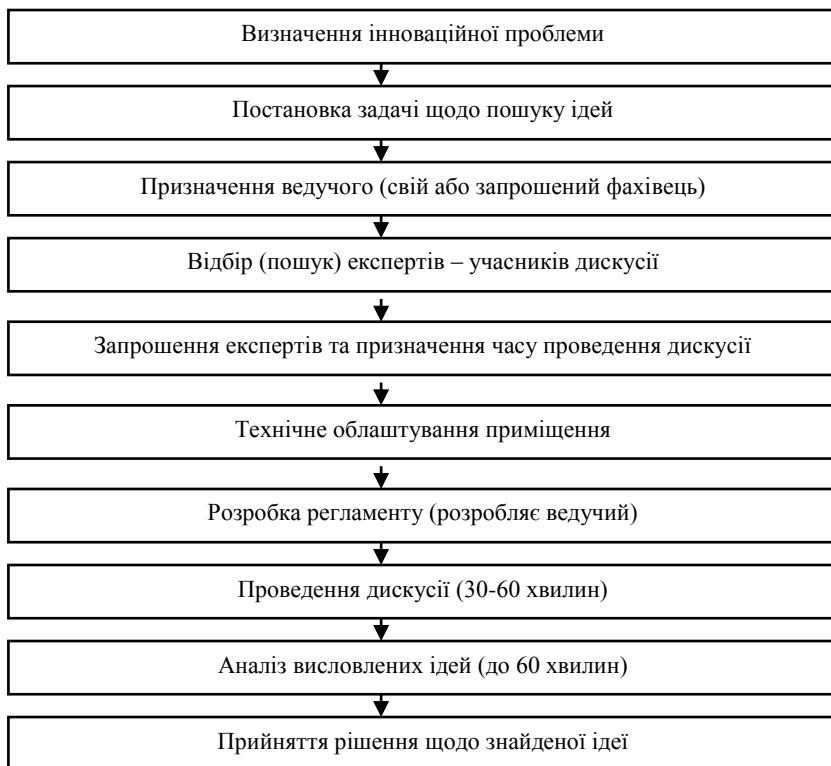 Визначення інноваційної проблеми
Постановка задачі щодо пошуку ідей
Призначення ведучого (свій або запрошений фахівець)
Відбір (пошук) експертів – учасників дискусії
Запрошення експертів та призначення часу проведення дискусії
Технічне облаштування приміщення
Розробка регламенту (розробляє ведучий)
Проведення дискусії (30-60 хвилин)
Аналіз висловлених ідей (до 60 хвилин)
Прийняття рішення щодо знайденої ідеї